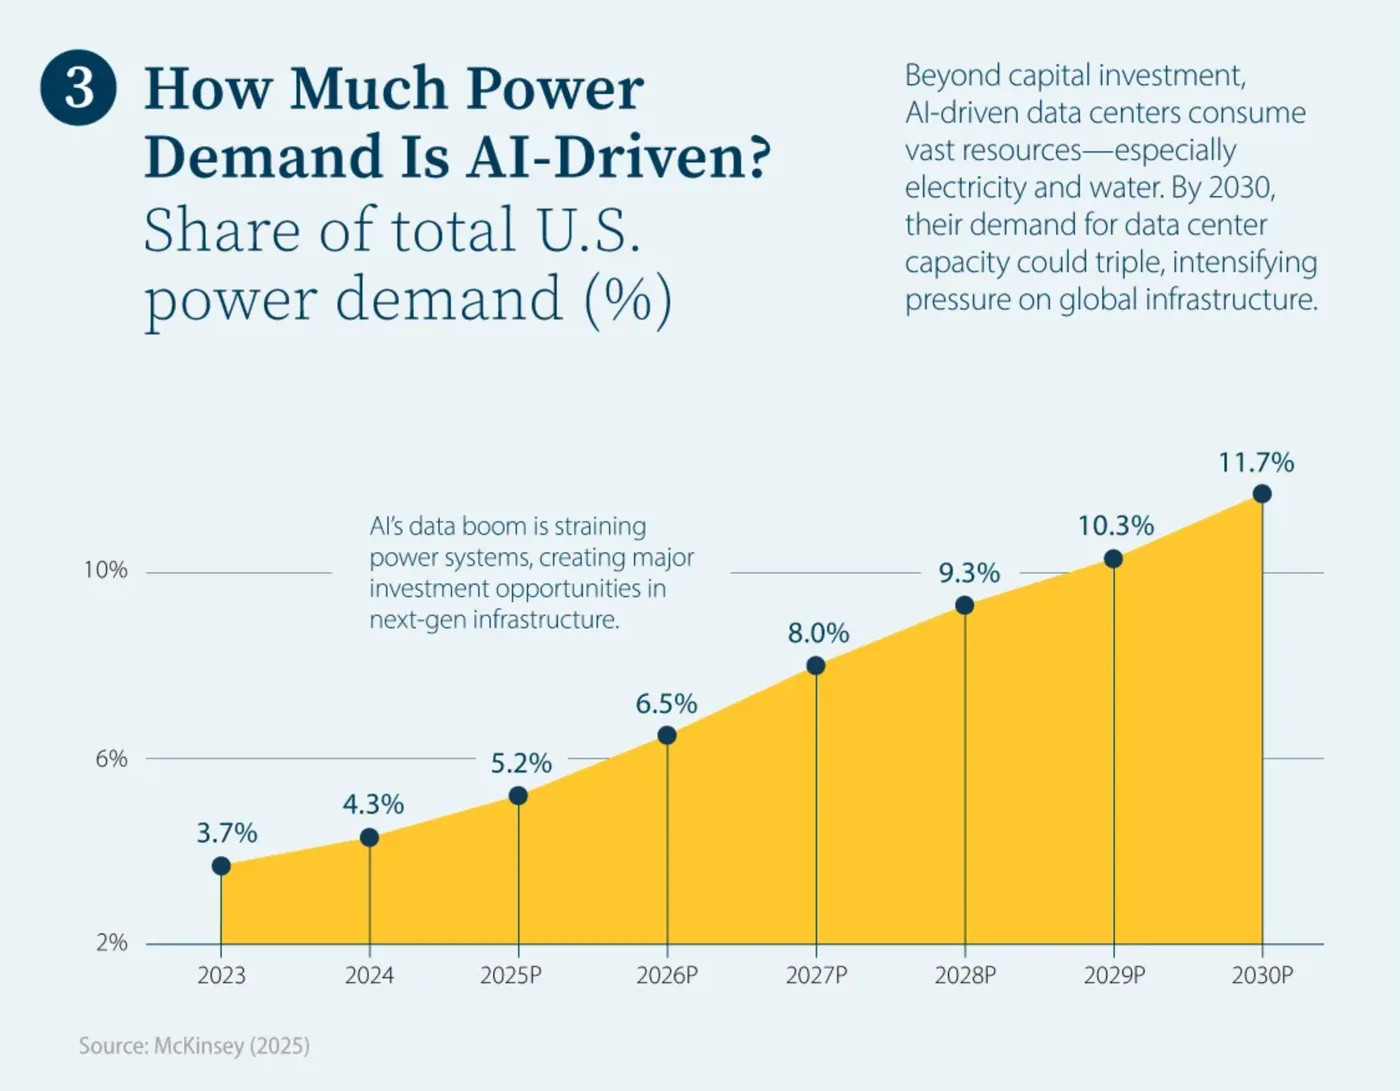 3
How Much Power
Demand Is AI-Driven?
Share of total U.S.
power demand (%)
Beyond capital investment,
AI-driven data centers consume
vast resources—especially
electricity and water. By 2030,
their demand for data center
capacity could triple, intensifying
pressure on global infrastructure.
AI’s data boom is straining
power systems, creating major
investment opportunities in
next-gen infrastructure.
10%
6%
2%
3.7%
4.3%
5.2%
6.5%
8.0%
9.3%
10.3%
11.7%
2023
2024
2025P
2026P
2027P
2028P
2029P
2030P
Source: McKinsey (2025)